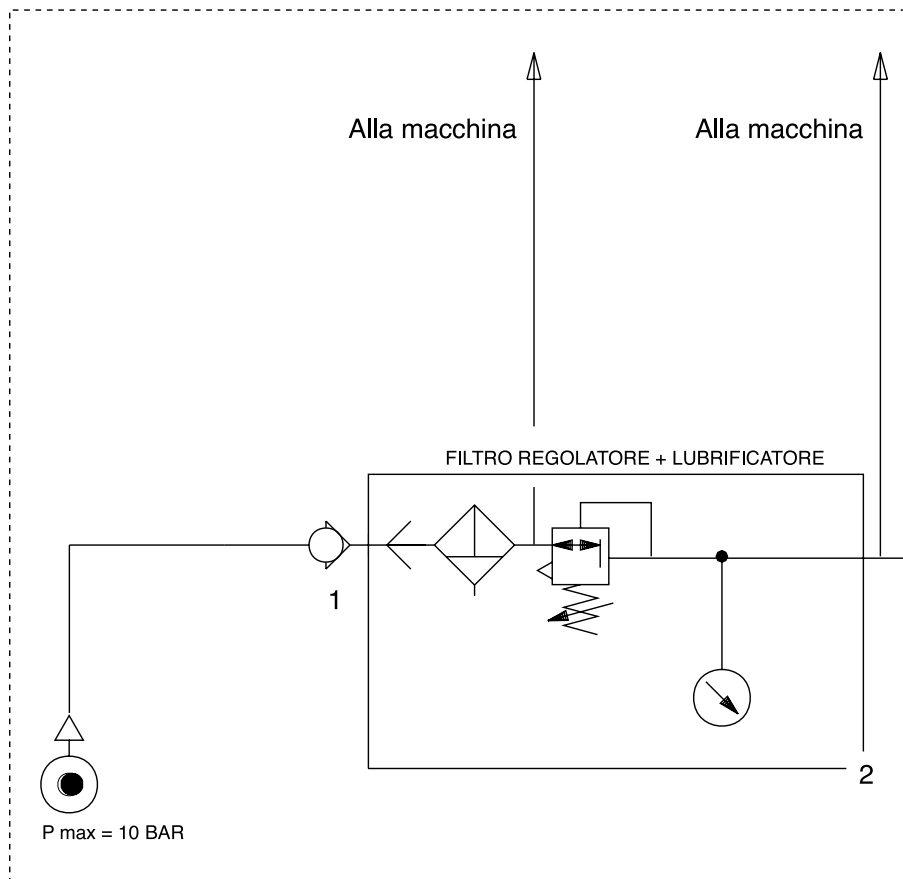 Alla macchina
Alla macchina
FILTRO REGOLATORE + LUBRIFICATORE
1
2
P max = 10 BAR